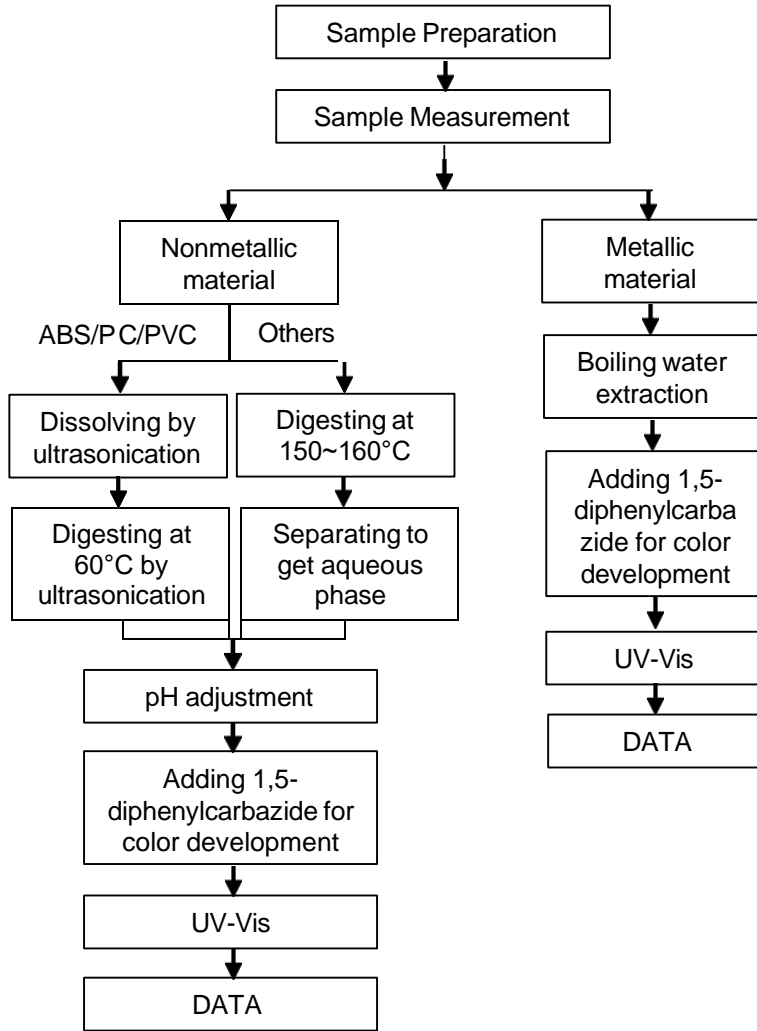 Sample Preparation
Sample Measurement
Nonmetallic
material
Metallic
material
ABS/PC/PVC
Others
Boiling water
extraction
Dissolving by
ultrasonication
Digesting at
150~160°C
Adding 1,5-
diphenylcarba
zide for color
development
Digesting at
60°C by
ultrasonication
Separating to
get aqueous
phase
UV-Vis
pH adjustment
DATA
Adding 1,5-
diphenylcarbazide for
color development
UV-Vis
DATA